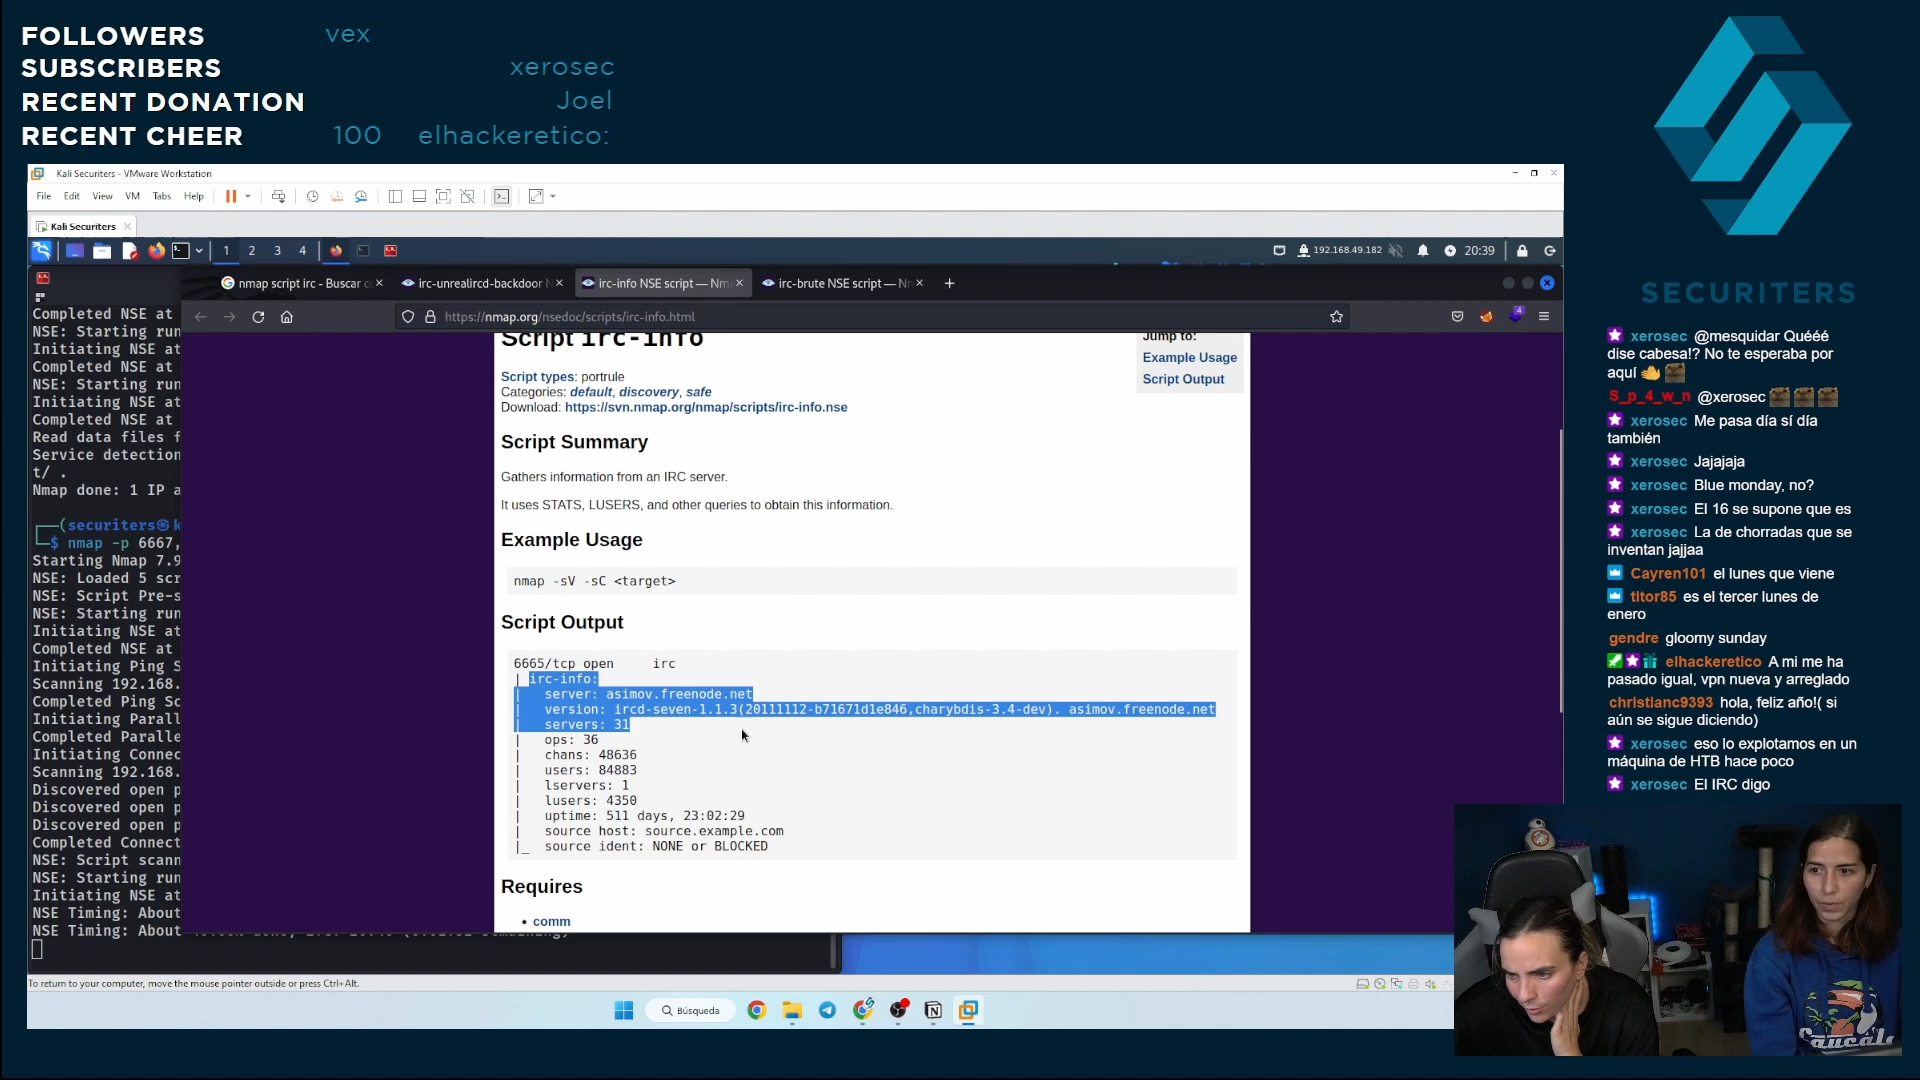 FOLLOWERS vex
SUBSCRIBERS xerosec
RECENT DONATION Joel
RECENT CHEER 100 elhackeretico:
SECURITERS
Kali Securiters - VMware Workstation
File Edit View VM Tabs Help
Kali Securiters
1 2 3 4 192.168.49.182 20:39
nmap script irc - Buscar c
irc-unrealircd-backdoor N
irc-info NSE script — Nm
irc-brute NSE script — N
https://nmap.org/nsedoc/scripts/irc-info.html
Completed NSE at
NSE: Starting run
Initiating NSE at
Completed NSE at
NSE: Starting run
Initiating NSE at
Completed NSE at
Read data files f
Service detection
t/ .
Nmap done: 1 IP a
(securiters㉿k
$ nmap -p 6667,
Starting Nmap 7.9
NSE: Loaded 5 scr
NSE: Script Pre-s
NSE: Starting run
Initiating NSE at
Completed NSE at
Initiating Ping S
Scanning 192.168.
Completed Ping Sc
Initiating Parall
Completed Paralle
Initiating Connec
Scanning 192.168.
Discovered open p
Discovered open p
Discovered open p
Completed Connect
NSE: Script scann
NSE: Starting run
Initiating NSE at
NSE Timing: About
NSE Timing: About
Script irc-info
Script types: portrule
Categories: default, discovery, safe
Download: https://svn.nmap.org/nmap/scripts/irc-info.nse
Script Summary
Gathers information from an IRC server.
It uses STATS, LUSERS, and other queries to obtain this information.
Example Usage
nmap -sV -sC <target>
Script Output
6665/tcp open irc
| irc-info:
| server: asimov.freenode.net
| version: ircd-seven-1.1.3(20111112-b71671d1e846,charybdis-3.4-dev). asimov.freenode.net
| servers: 31
| ops: 36
| chans: 48636
| users: 84883
| lservers: 1
| lusers: 4350
| uptime: 511 days, 23:02:29
| source host: source.example.com
|_ source ident: NONE or BLOCKED
Requires
• comm
Jump to:
Example Usage
Script Output
To return to your computer, move the mouse pointer outside or press Ctrl+Alt.
Búsqueda
xerosec @mesquidar Quééé
dise cabesa!? No te esperaba por
aquí
S_p_4_w_n @xerosec
xerosec Me pasa día sí día
también
xerosec Jajajaja
xerosec Blue monday, no?
xerosec El 16 se supone que es
xerosec La de chorradas que se
inventan jajjaa
Cayren101 el lunes que viene
tItor85 es el tercer lunes de
enero
gendre gloomy sunday
elhackeretico A mi me ha
pasado igual, vpn nueva y arreglado
christianc9393 hola, feliz año!( si
aún se sigue diciendo)
xerosec eso lo explotamos en un
máquina de HTB hace poco
xerosec El IRC digo